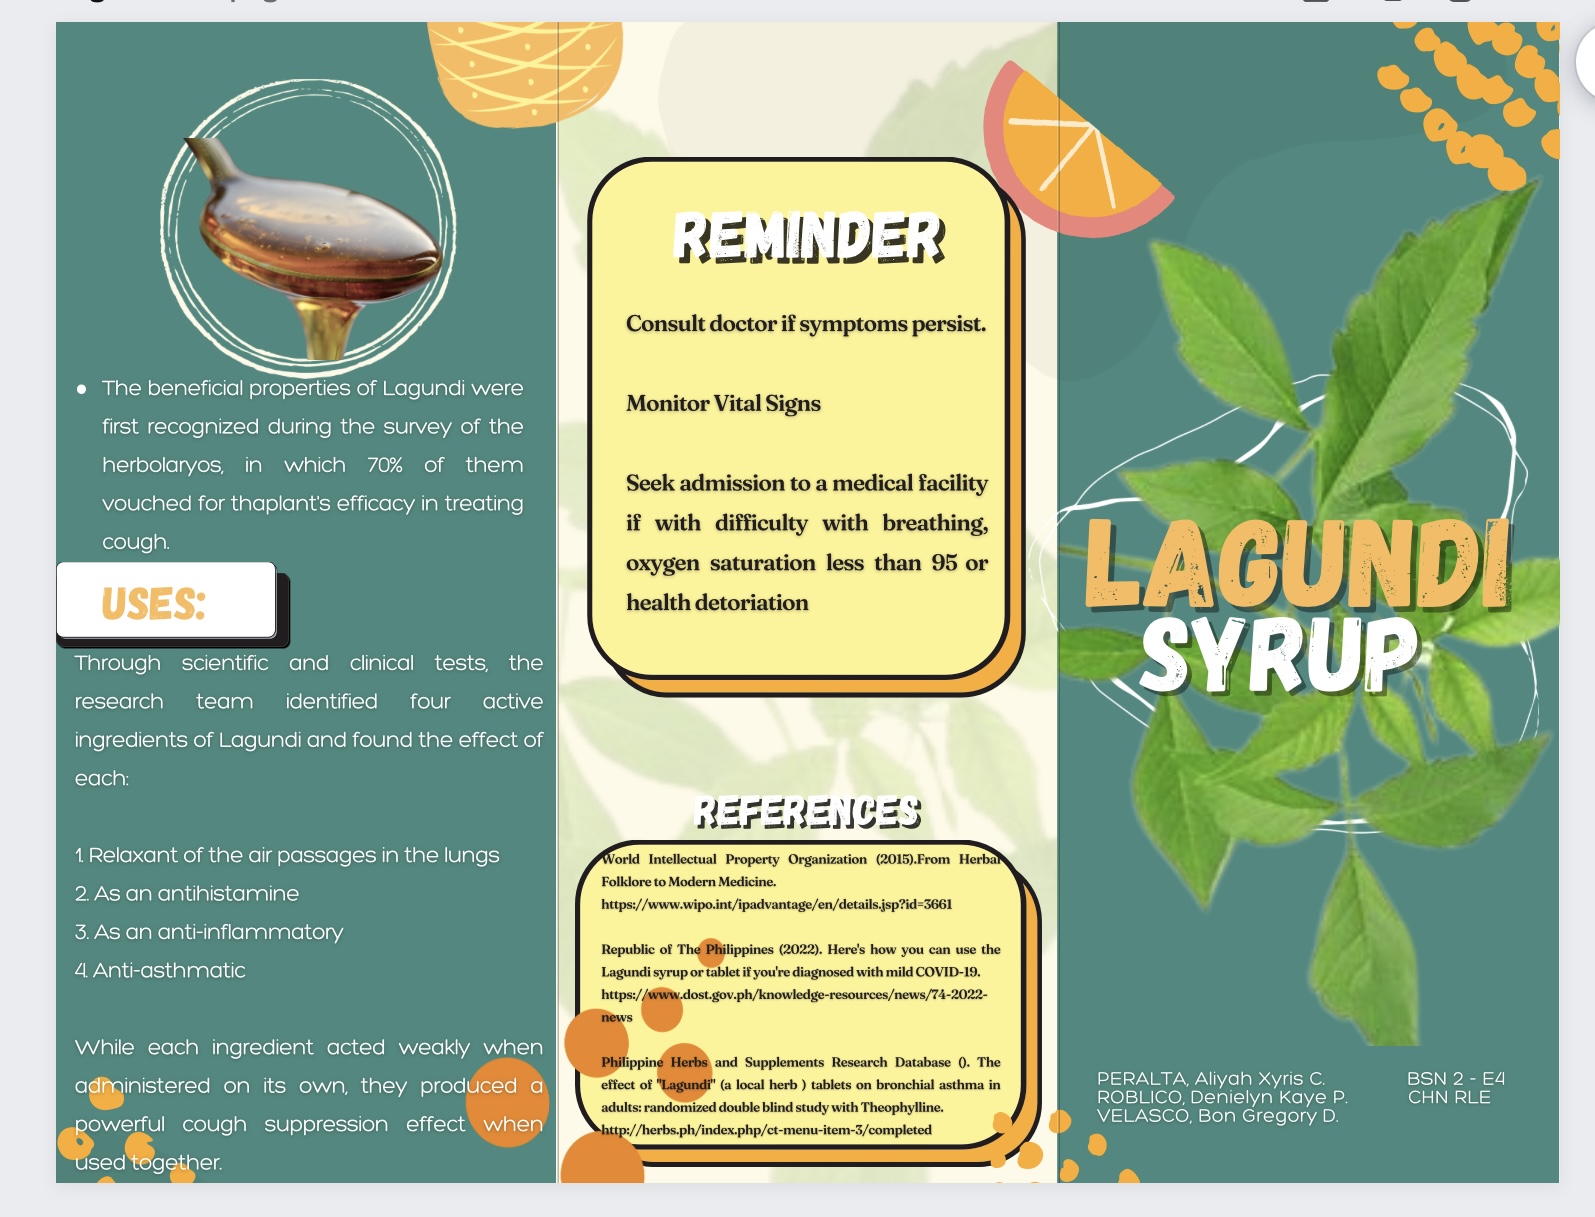 The beneficial properties of Lagundi were
first recognized during the survey of the
herbolaryos, in which 70% of them
vouched for thaplant's efficacy in treating
cough.
USES:
Through scientific and clinical tests, the
research team identified four active
ingredients of Lagundi and found the effect of
each:
1. Relaxant of the air passages in the lungs
2. As an antihistamine
3. As an anti-inflammatory
4. Anti-asthmatic
While each ingredient acted weakly when
administered on its own, they produced a
powerful cough suppression effect when
used together.
REMINDER
Consult doctor if symptoms persist.
Monitor Vital Signs
Seek admission to a medical facility
if with difficulty with breathing,
oxygen saturation less than 95 or
health detoriation
REFERENCES
World Intellectual Property Organization (2015).From Herbal
Folklore to Modern Medicine.
https://www.wipo.int/ipadvantage/en/details.jsp?id=3661
Republic of The Philippines (2022). Here's how you can use the
Lagundi syrup or tablet if you're diagnosed with mild COVID-19.
https://www.dost.gov.ph/knowledge-resources/news/74-2022-
news
Philippine Herbs and Supplements Research Database (). The
effect of "Lagundi" (a local herb ) tablets on bronchial asthma in
adults: randomized double blind study with Theophylline.
http://herbs.ph/index.php/ct-menu-item-3/completed
LAGUNDI
SYRUP
PERALTA, Aliyah Xyris C. BSN 2 - E4
ROBLICO, Denielyn Kaye P. CHN RLE
VELASCO, Bon Gregory D.